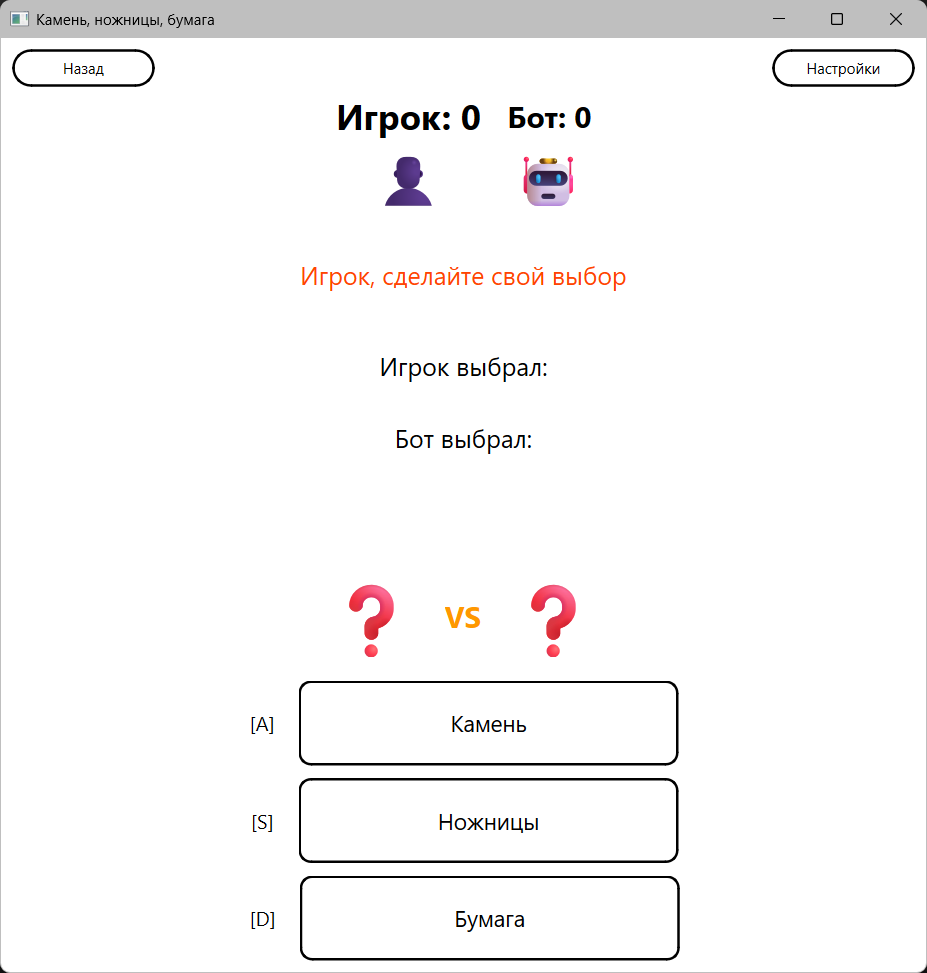 Камень, ножницы, бумага
Назад
Настройки
Игрок: 0 Бот: 0
Игрок, сделайте свой выбор
Игрок выбрал:
Бот выбрал:
VS
[A] Камень
[S] Ножницы
[D] Бумага